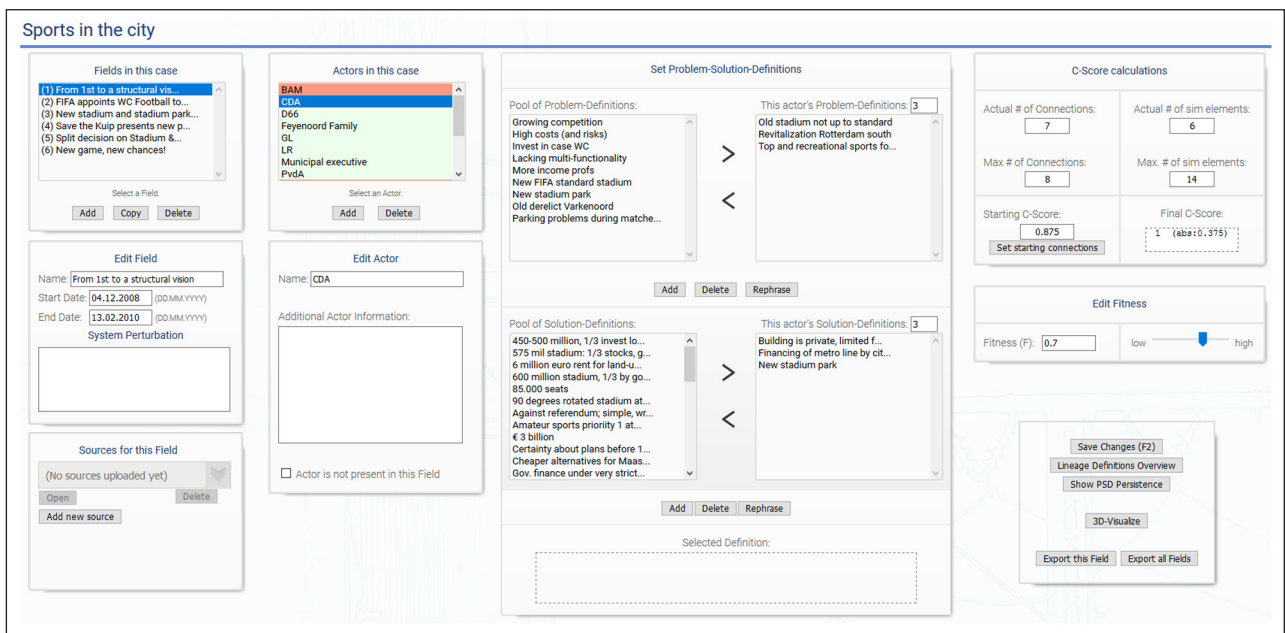 Sports in the city
Fields in this case
(1) From 1st to a structural vis...
(2) FIFA appoints WC Football to...
(3) New stadium and stadium park...
(4) Save the Kuip presents new p...
(5) Split decision on Stadium &...
(6) New game, new chances!
Select a Field.
Add Copy Delete
Edit Field
Name: From 1st to a structural vision
Start Date: 04.12.2008 (DD.MM.YYYY)
End Date: 13.02.2010 (DD.MM.YYYY)
System Perturbation
Sources for this Field
(No sources uploaded yet)
Open Delete
Add new source
Actors in this case
BAM
CDA
D66
Feyenoord Family
GL
LR
Municipal executive
PvdA
Select an Actor.
Add Delete
Edit Actor
Name: CDA
Additional Actor Information:
Actor is not present in this Field
Set Problem-Solution-Definitions
Pool of Problem-Definitions:
Growing competition
High costs (and risks)
Invest in case WC
Lacking multi-functionality
More income profs
New FIFA standard stadium
New stadium park
Old derelict Varkenoord
Parking problems during matche...
>
<
This actor's Problem-Definitions: 3
Old stadium not up to standard
Revitalization Rotterdam south
Top and recreational sports fo...
Add Delete Rephrase
Pool of Solution-Definitions:
450-500 million, 1/3 invest lo...
575 mil stadium: 1/3 stocks, g...
6 million euro rent for land-u...
600 million stadium, 1/3 by go...
85.000 seats
90 degrees rotated stadium at...
Against referendum; simple, wr...
Amateur sports priority 1 at...
€ 3 billion
Certainty about plans before 1...
Cheaper alternatives for Maas...
Gov. finance under very strict...
>
<
This actor's Solution-Definitions: 3
Building is private, limited f...
Financing of metro line by cit...
New stadium park
Add Delete Rephrase
Selected Definition:
C-Score calculations
Actual # of Connections: Actual # of sim elements:
7 6
Max # of Connections: Max. # of sim elements:
8 14
Starting C-Score: Final C-Score:
0.875 1 (abs:0.375)
Set starting connections
Edit Fitness
Fitness (F): 0.7 low high
Save Changes (F2)
Lineage Definitions Overview
Show PSD Persistence
3D-Visualize
Export this Field Export all Fields